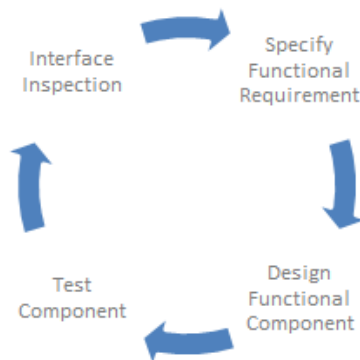 Interface
Inspection
Specify
Functional
Requirement
Design
Functional
Component
Test
Component